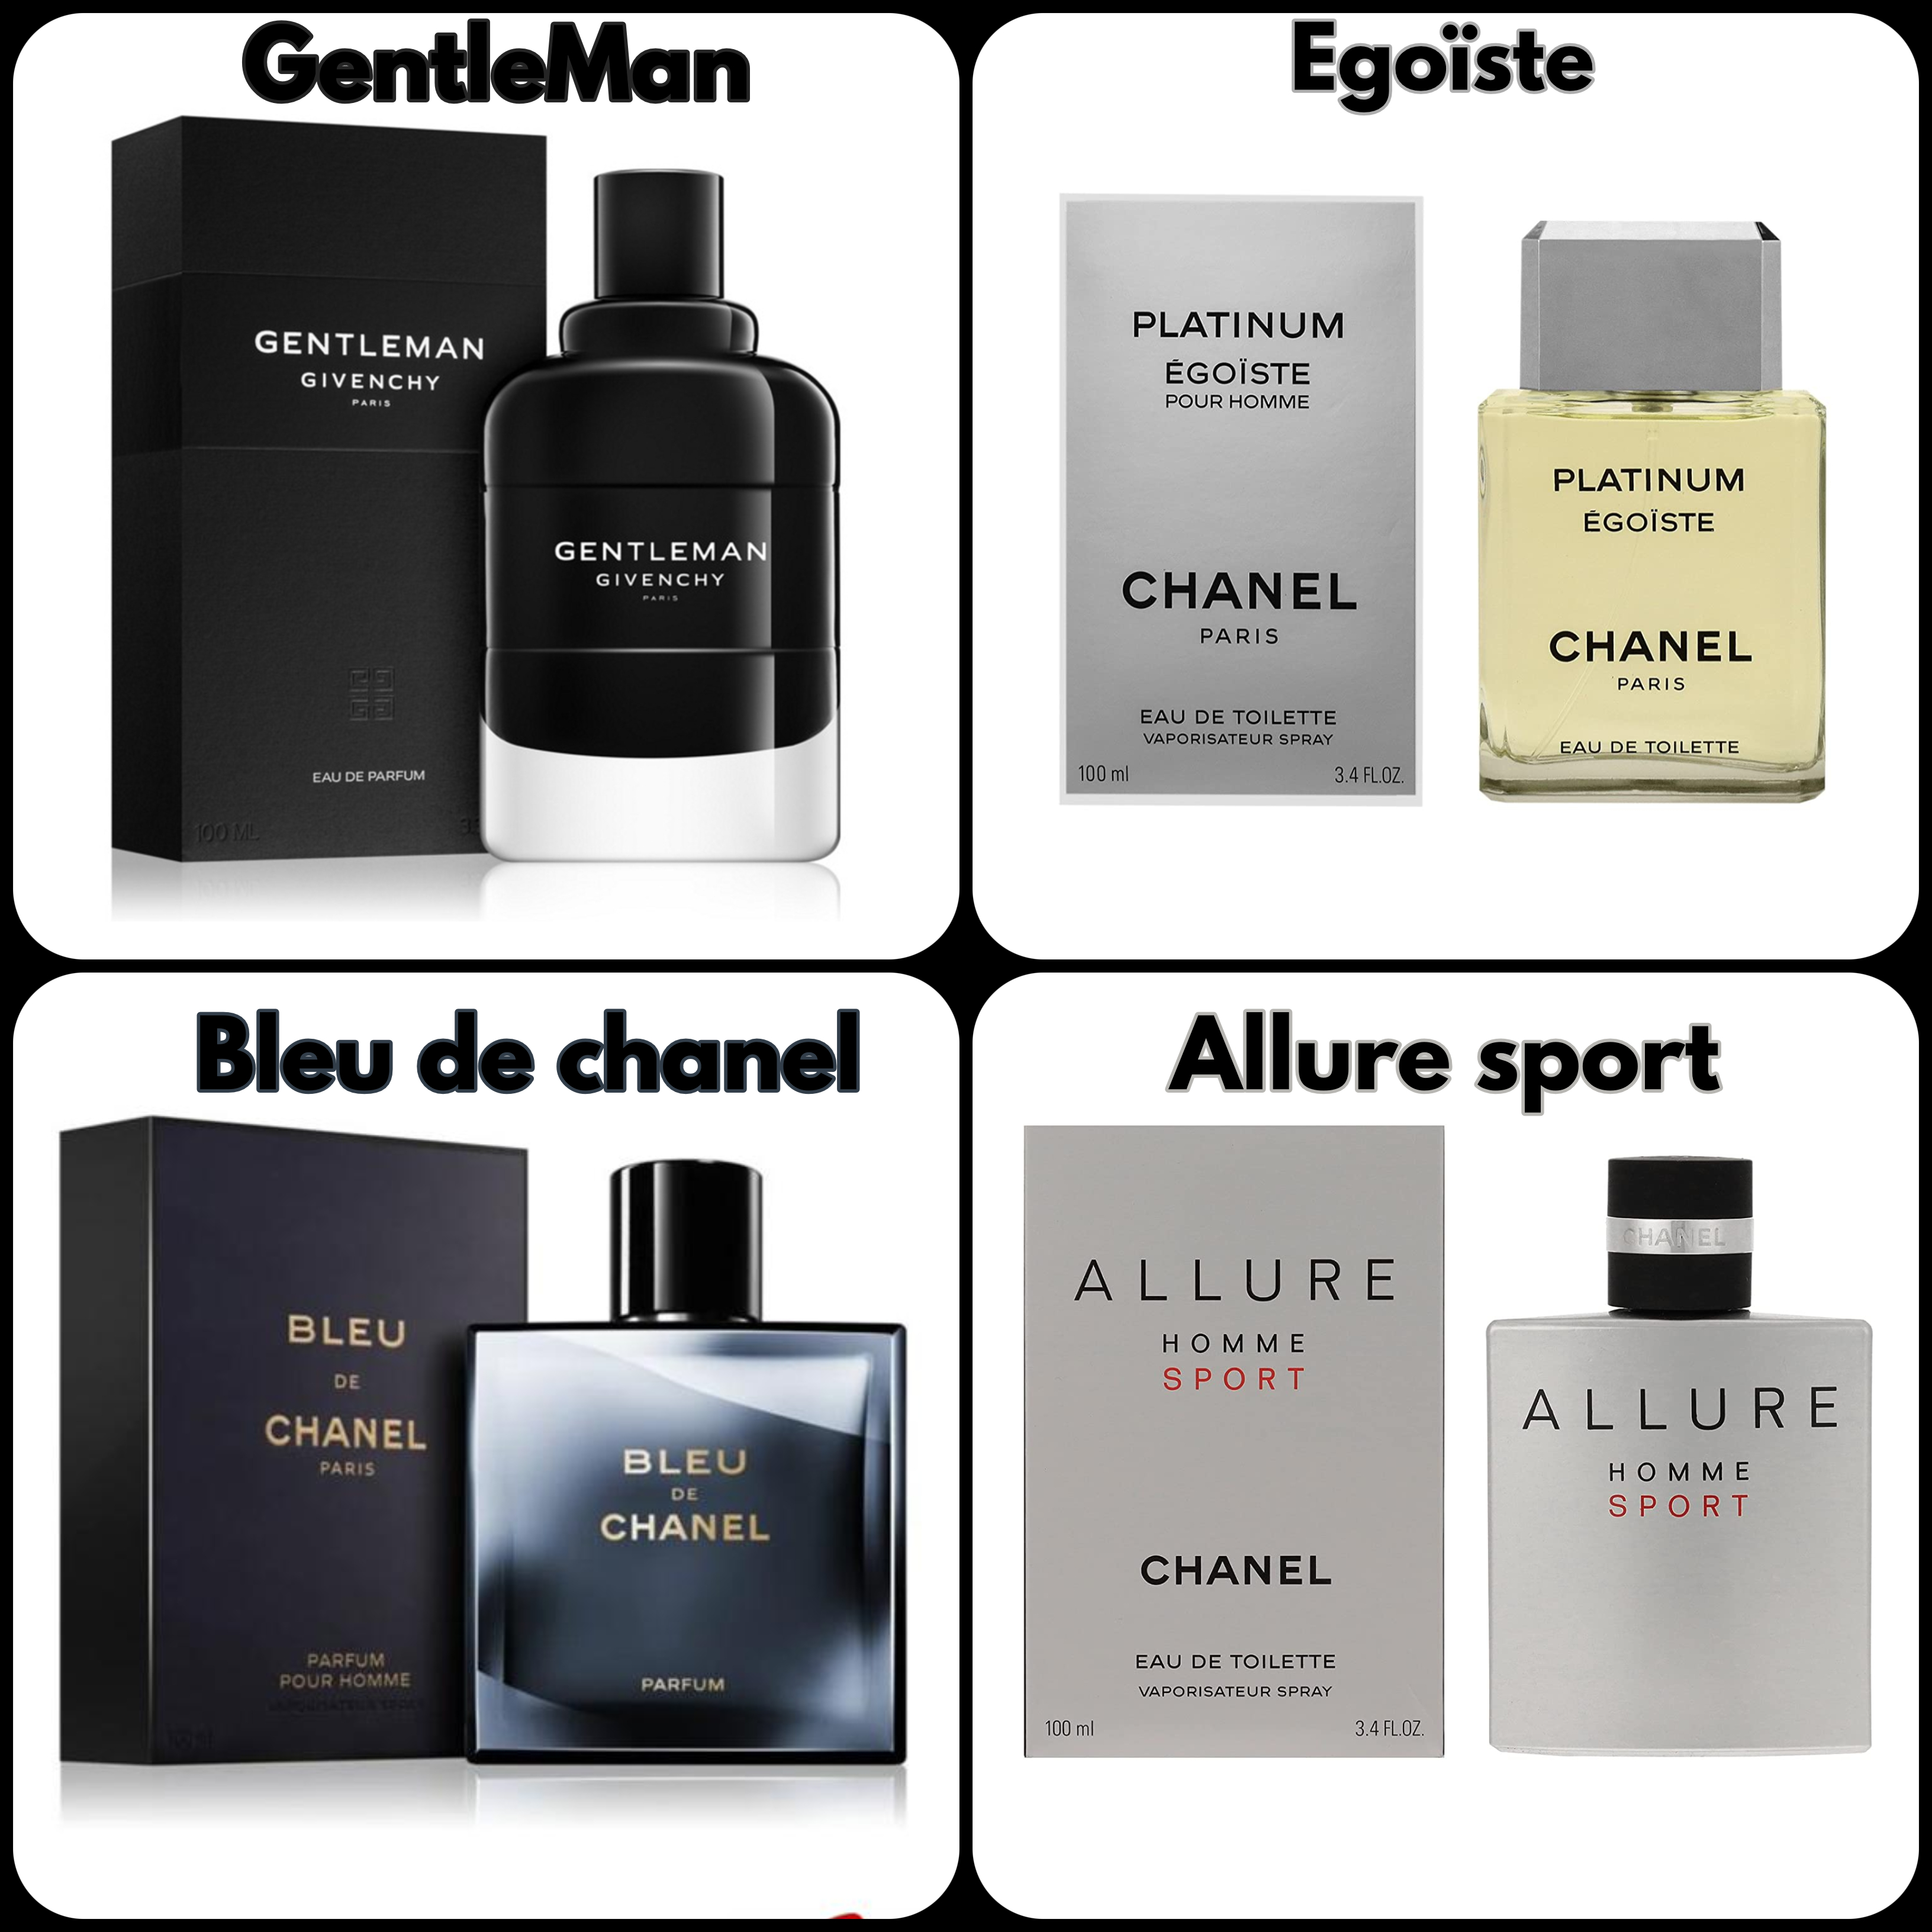 GentleMan
GENTLEMAN
GIVENCHY
PARIS
EAU DE PARFUM
100 ML
GENTLEMAN
GIVENCHY
PARIS
Egoïste
PLATINUM
ÉGOÏSTE
POUR HOMME
CHANEL
PARIS
EAU DE TOILETTE
VAPORISATEUR SPRAY
100 ml 3.4 FL.OZ.
PLATINUM
ÉGOÏSTE
CHANEL
PARIS
EAU DE TOILETTE
Bleu de chanel
BLEU
DE
CHANEL
PARIS
PARFUM
POUR HOMME
VAPORISATEUR SPRAY
BLEU
DE
CHANEL
PARFUM
Allure sport
ALLURE
HOMME
SPORT
CHANEL
EAU DE TOILETTE
VAPORISATEUR SPRAY
100 ml 3.4 FL.OZ.
CHANEL
ALLURE
HOMME
SPORT